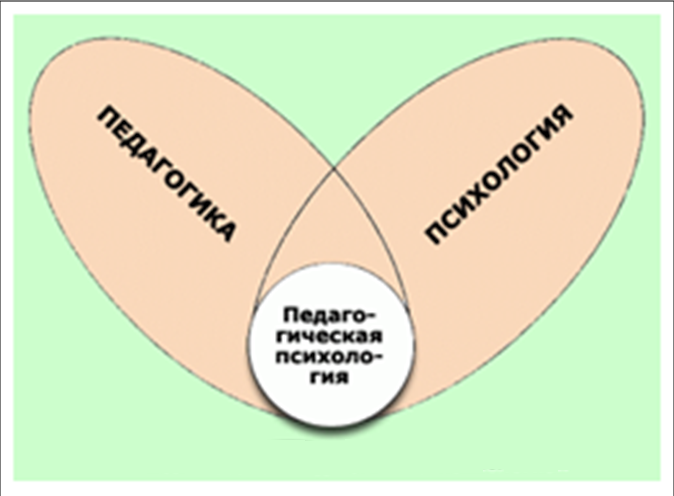 ПЕДАГОГИКА
ПСИХОЛОГИЯ
Педаго-
гическая
психоло-
гия